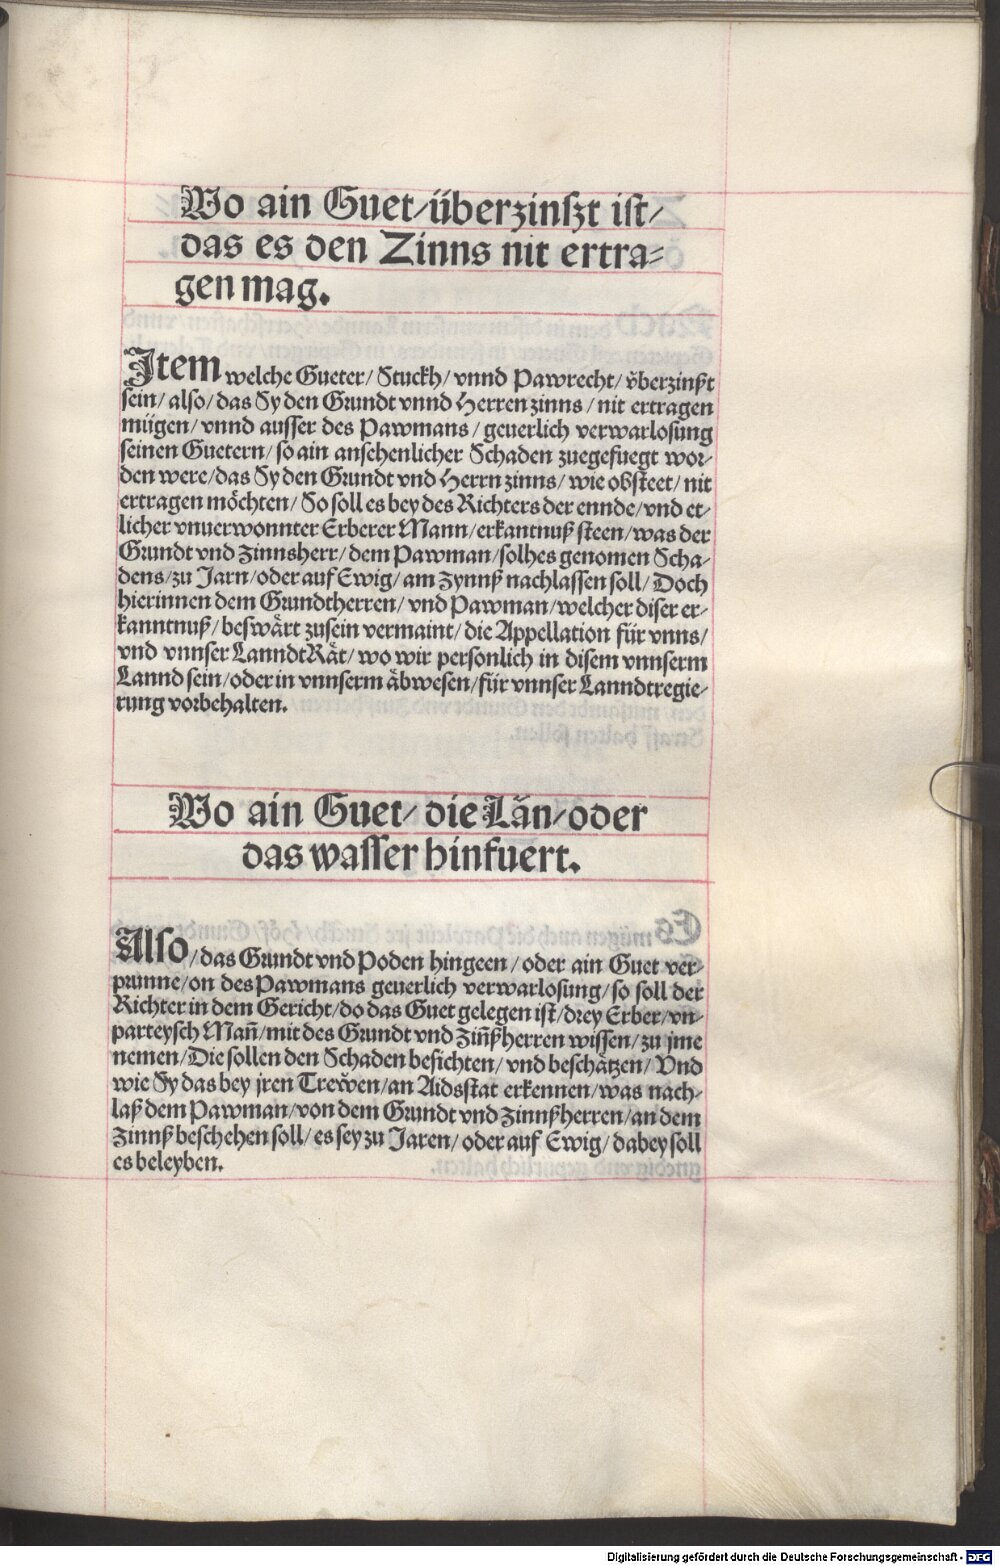 Wo ain Guet/überzinſzt iſt/
das es den Zinns nit ertra⸗
gen mag.
Item welche Gueter/ Stuckh/ vnnd Pawrecht/ v̈berzinßt
ſein/ alſo/ das Sy den Grundt vnnd Herren zinns/ nit ertragen
mügen/ vnnd auſſer des Pawmans/ geuerlich verwarloſung
ſeinen Guetern/ ſo ain anſehenlicher Schaden zuegefuegt wor⸗
den were/ das Sy den Grundt vnd Herrn zinns/ wie obſteet/ nit
ertragen möchten/ So ſoll es bey des Richters der ennde/ vnd et⸗
licher vnuerwonnter Erberer Mann/ erkantnuß ſteen/ was der
Grundt vnd Zinnsherr/ dem Pawman/ ſolhes genomen Scha⸗
dens/ zu Jarn/ oder auf Ewig/ am Zynnß nachlaſſen ſoll/ Doch
hierinnen dem Grundtherren/ vnd Pawman/ welcher diſer er⸗
kanntnuß/ beſwärt zuſein vermaint/ die Appellation für vnns/
vnd vnnſer LanndtRät/ wo wir perſonlich in diſem vnnſerm
Lannd ſein/ oder in vnnſerm äbweſen/ für vnnſer Lanndtregie⸗
rung vorbehalten.
Wo ain Guet/ die Län/ oder
das waſſer hinfuert.
Alſo/ das Grundt vnd Poden hingeen/ oder ain Guet ver⸗
prunne/ on des Pawmans geuerlich verwarloſung/ ſo ſoll der
Richter in dem Gericht/ do das Guet gelegen iſt/ drey Erber/ vn⸗
parteyſch Man̄/ mit des Grundt vnd Zin̄ßherren wiſſen/ zu jme
nemen/ Die ſollen den Schaden beſichten/ vnd beſchätzen/ Vnd
wie Sy das bey jren Trew̆en/ an Aidsſtat erkennen/ was nach⸗
laß dem Pawman/ von dem Grundt vnd Zinnßherren/ an dem
Zinnß beſchehen ſoll/ es ſey zu Jaren/ oder auf Ewig/ dabey ſoll
es beleyben.
Digitalisierung gefördert durch die Deutsche Forschungsgemeinschaft - DFG